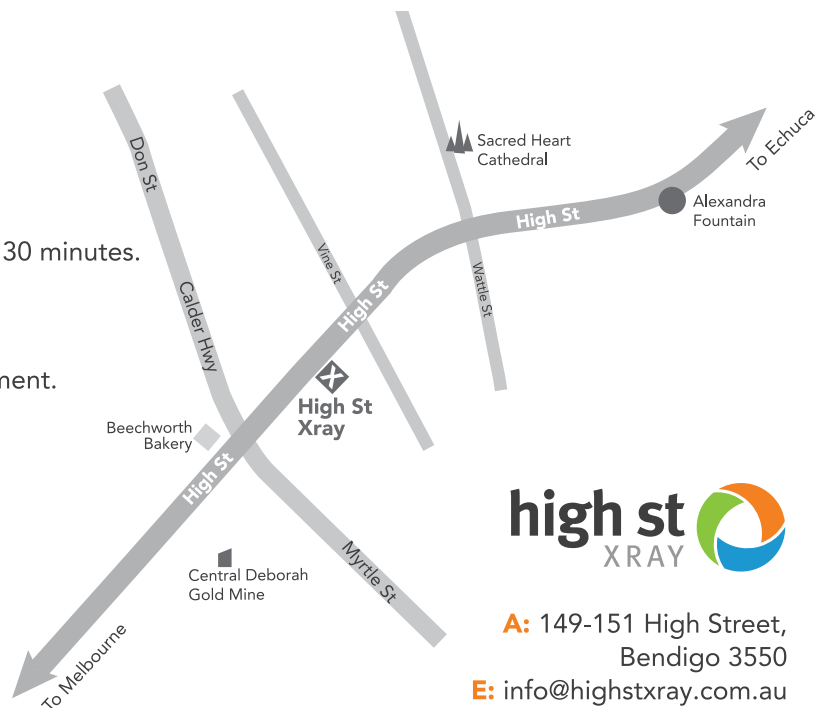 Don St
To Echuca
Sacred Heart
Cathedral
Alexandra
Fountain
High St
30 minutes.
Vine St
Wattle St
Calder Hwy
High St
ment.
High St
Xray
Beechworth
Bakery
High St
Myrtle St
Central Deborah
Gold Mine
To Melbourne
high st
XRAY
A: 149-151 High Street,
Bendigo 3550
E: info@highstxray.com.au